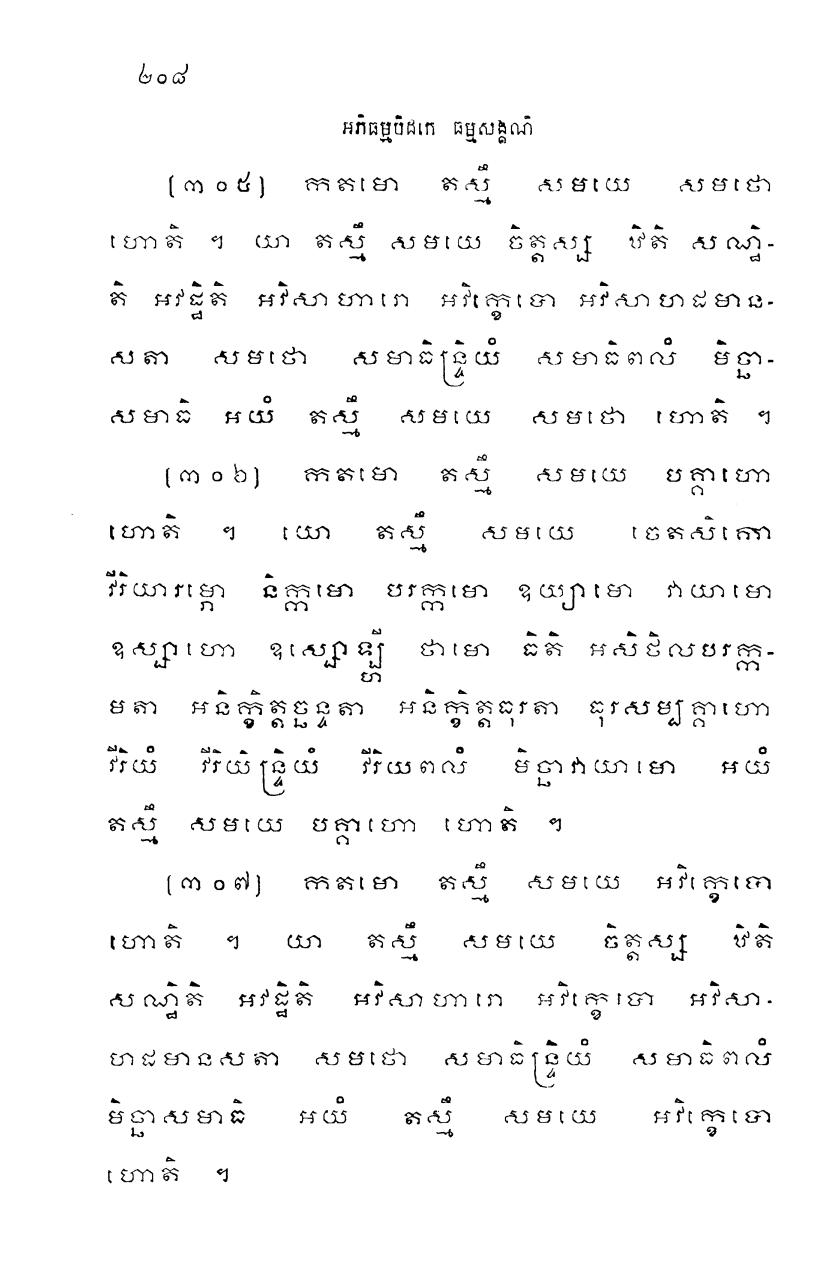 ២០៨
អភិធម្មបិដកេ ធម្មសង្គណិ
(៣០៥) កតមោ តស្មឹ សមយេ សមថោ
ហោតិ ។ យា តស្មឹ សមយេ ចិត្តស្ស ឋិតិ សណ្ឋិ-
តិ អវដ្ឋិតិ អវិសាហារោ អវិក្ខេបោ អវិសាហដមាន-
សតា សមថោ សមាធិន្ទ្រិយំ សមាធិពលំ មិច្ឆា-
សមាធិ អយំ តស្មឹ សមយេ សមថោ ហោតិ ។
(៣០៦) កតមោ តស្មឹ សមយេ បគ្គាហោ
ហោតិ ។ យោ តស្មឹ សមយេ ចេតសិកោ
វីរិយារម្ភោ និក្កមោ បរក្កមោ ឧយ្យាមោ វាយាមោ
ឧស្សាហោ ឧស្សោឡ្ហី ថាមោ ធិតិ អសិថិលបរក្ក-
មតា អនិក្ខិត្តច្ឆន្ទតា អនិក្ខិត្តធុរតា ធុរសម្បគ្គាហោ
វីរិយំ វីរិយិន្ទ្រិយំ វីរិយពលំ មិច្ឆាវាយាមោ អយំ
តស្មឹ សមយេ បគ្គាហោ ហោតិ ។
(៣០៧) កតមោ តស្មឹ សមយេ អវិក្ខេបោ
ហោតិ ។ យា តស្មឹ សមយេ ចិត្តស្ស ឋិតិ
សណ្ឋិតិ អវដ្ឋិតិ អវិសាហារោ អវិក្ខេបោ អវិសា-
ហដមានសតា សមថោ សមាធិន្ទ្រិយំ សមាធិពលំ
មិច្ឆាសមាធិ អយំ តស្មឹ សមយេ អវិក្ខេបោ
ហោតិ ។